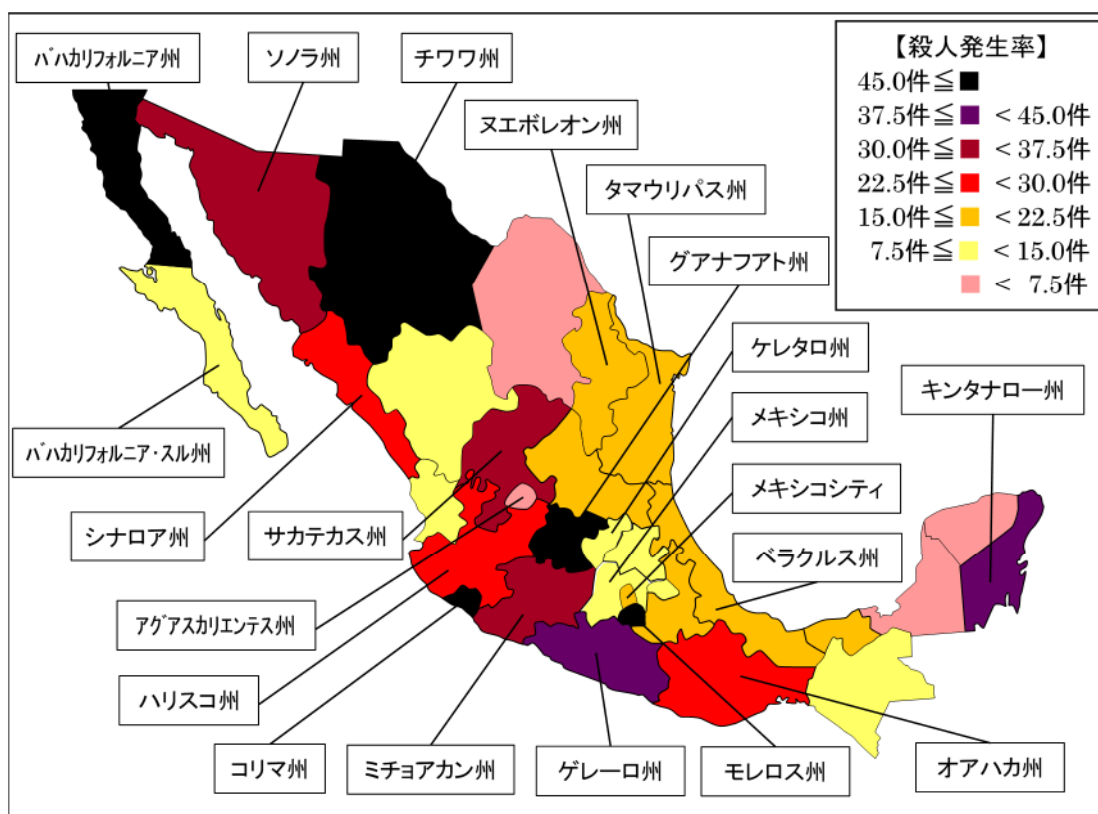 バハカリフォルニア州
ソノラ州
チワワ州
ヌエボレオン州
タマウリパス州
グアナフアト州
ケレタロ州
メキシコ州
キンタナロー州
メキシコシティ
ベラクルス州
バハカリフォルニア・スル州
シナロア州
サカテカス州
アグアスカリエンテス州
ハリスコ州
コリマ州
ミチョアカン州
ゲレーロ州
モレロス州
オアハカ州
【殺人発生率】
45.0件≦
37.5件≦ < 45.0件
30.0件≦ < 37.5件
22.5件≦ < 30.0件
15.0件≦ < 22.5件
7.5件≦ < 15.0件
< 7.5件